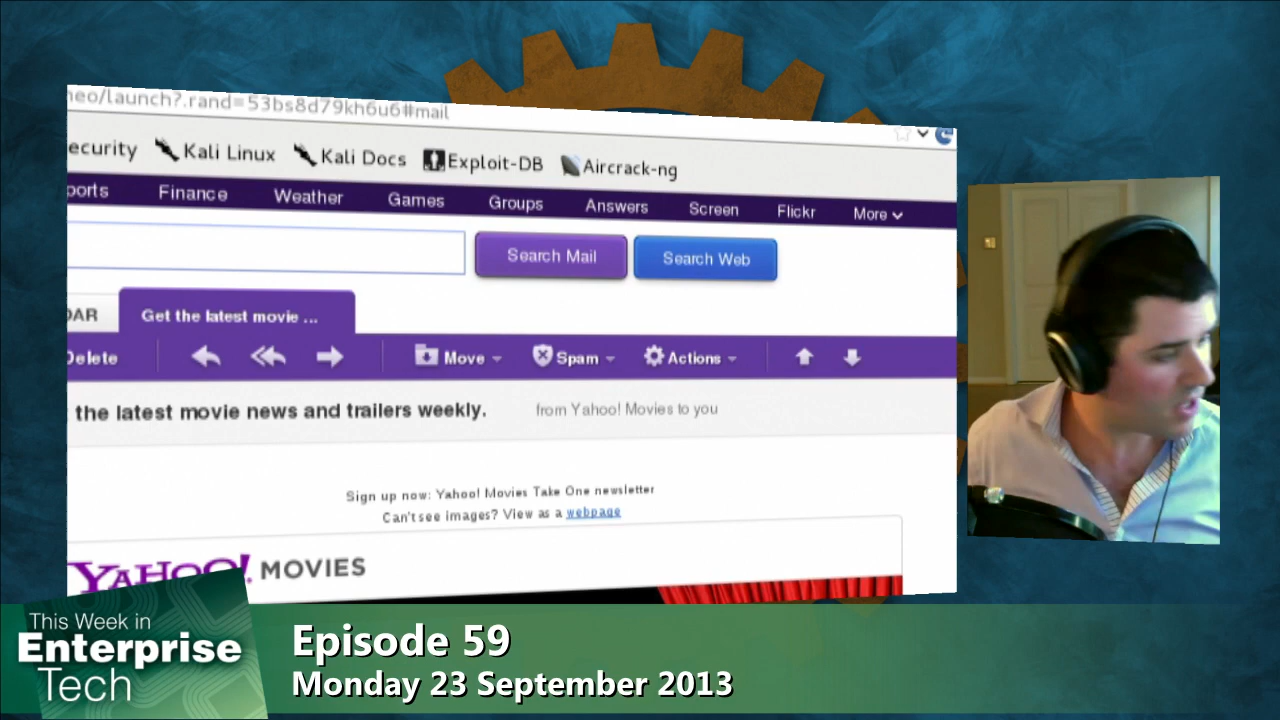 neo/launch?.rand=53bs8d79kh6u6#mail
ecurity Kali Linux Kali Docs Exploit-DB Aircrack-ng
ports Finance Weather Games Groups Answers Screen Flickr More
Search Mail Search Web
DAR Get the latest movie ...
Delete Move Spam Actions
the latest movie news and trailers weekly. from Yahoo! Movies to you
Sign up now: Yahoo! Movies Take One newsletter
Can't see images? View as a webpage
YAHOO! MOVIES
This Week in
Enterprise
Tech
Episode 59
Monday 23 September 2013